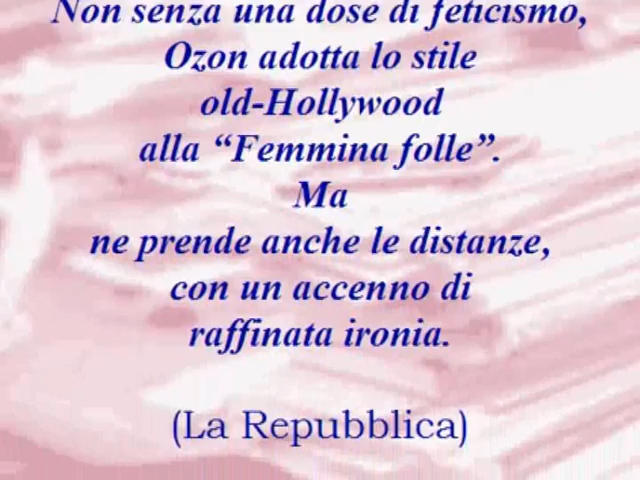 Non senza una dose di feticismo,
Ozon adotta lo stile
old-Hollywood
alla “Femmina folle”.
Ma
ne prende anche le distanze,
con un accenno di
raffinata ironia.
(La Repubblica)